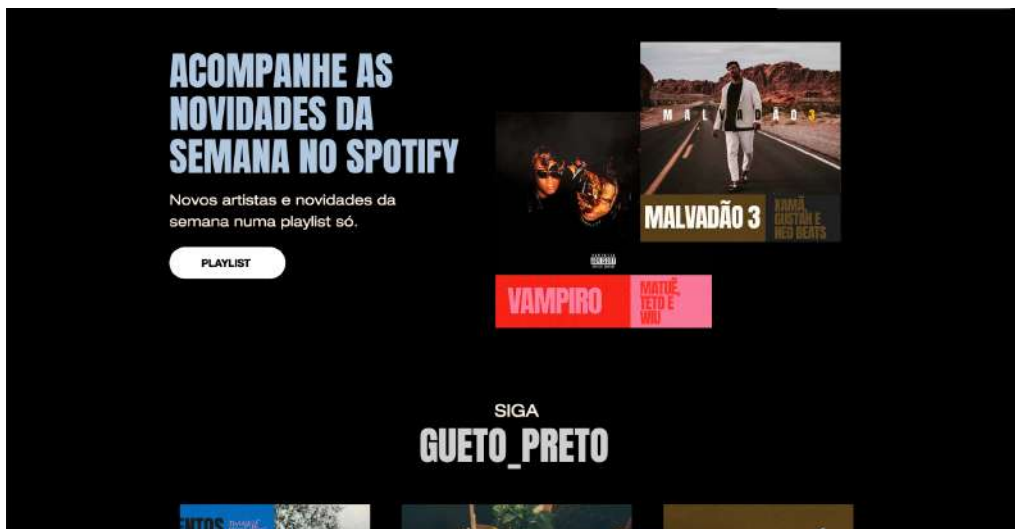 ACOMPANHE AS
NOVIDADES DA
SEMANA NO SPOTIFY
Novos artistas e novidades da
semana numa playlist só.
PLAYLIST
MALVADÃO 3
MALVADÃO 3
XAMÃ,
GUSTAH E
NEO BEATS
VAMPIRO
MATUÊ,
TETO E
WIU
SIGA
GUETO_PRETO